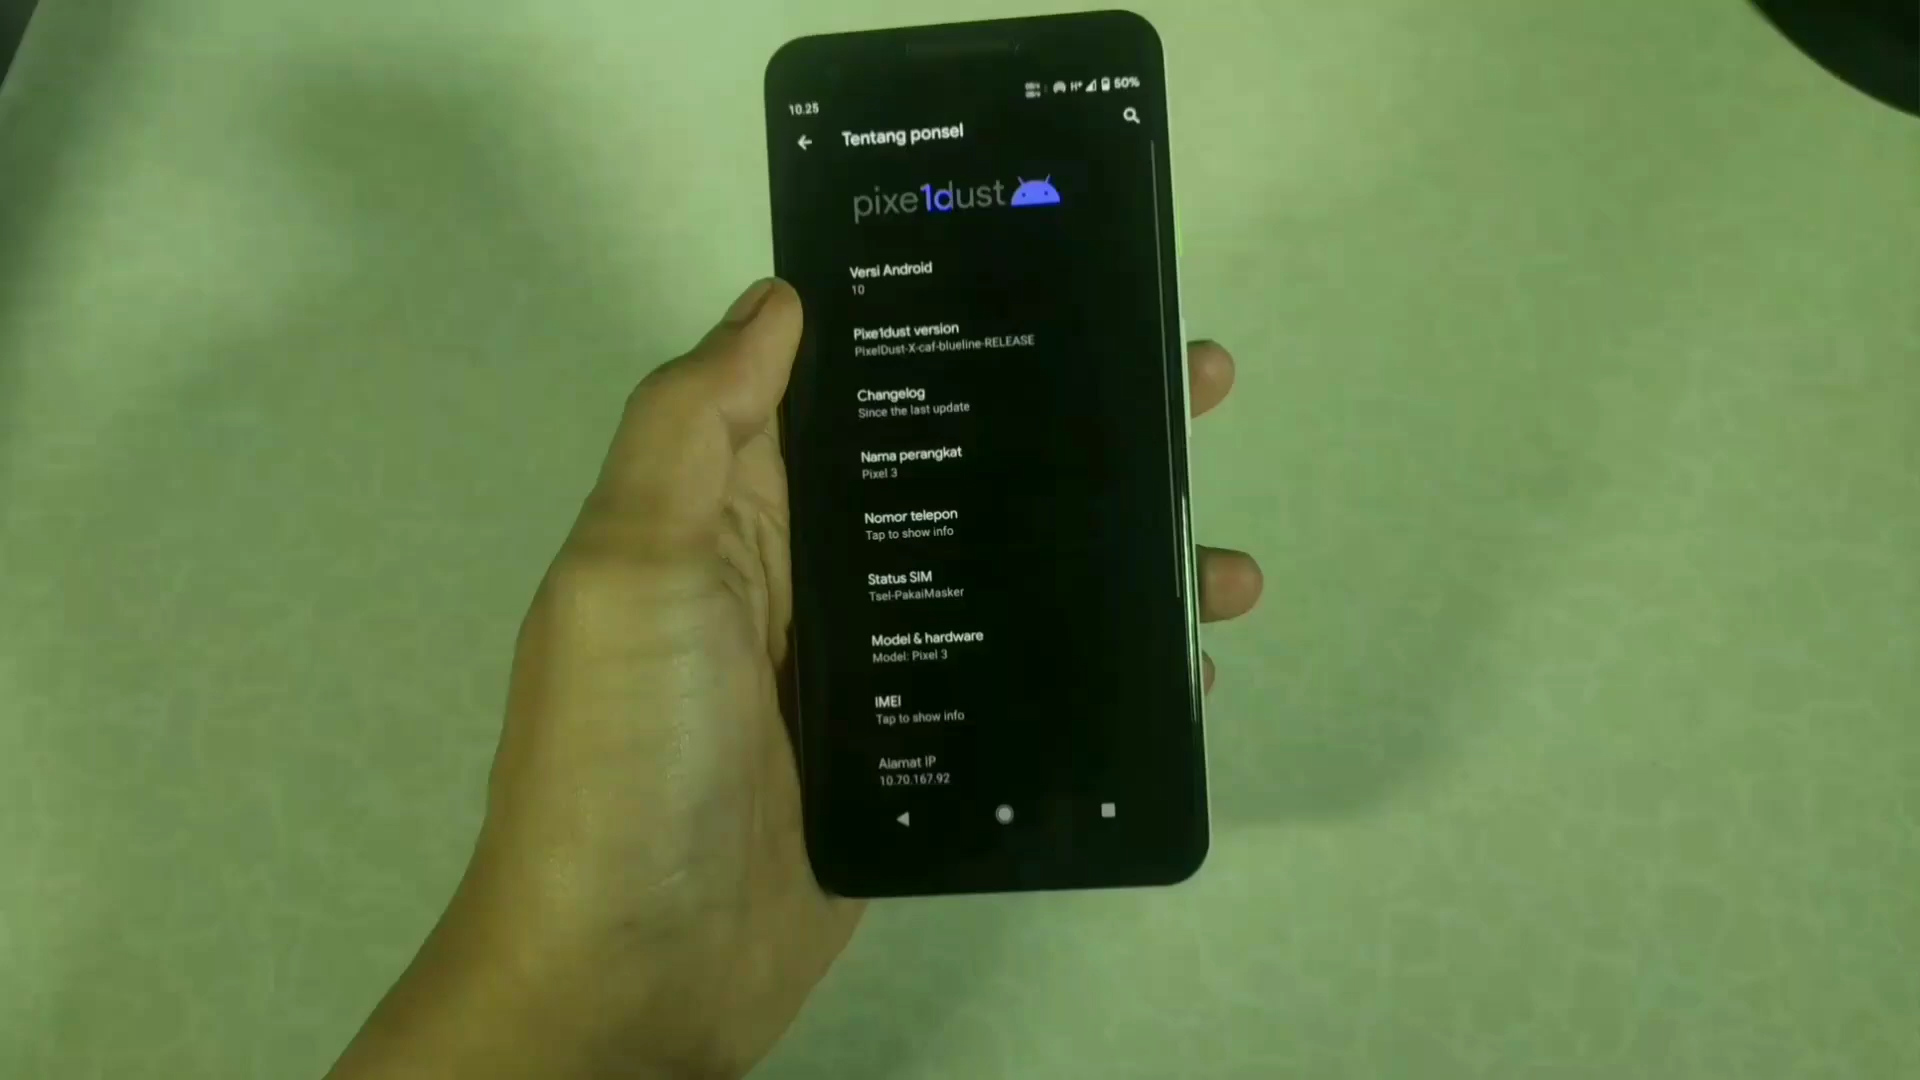 10.25
H+ 50%
Tentang ponsel
pixe1dust
Versi Android
10
Pixe1dust version
PixelDust-X-caf-blueline-RELEASE
Changelog
Since the last update
Nama perangkat
Pixel 3
Nomor telepon
Tap to show info
Status SIM
Tsel-PakaiMasker
Model & hardware
Model: Pixel 3
IMEI
Tap to show info
Alamat IP
10.70.167.92